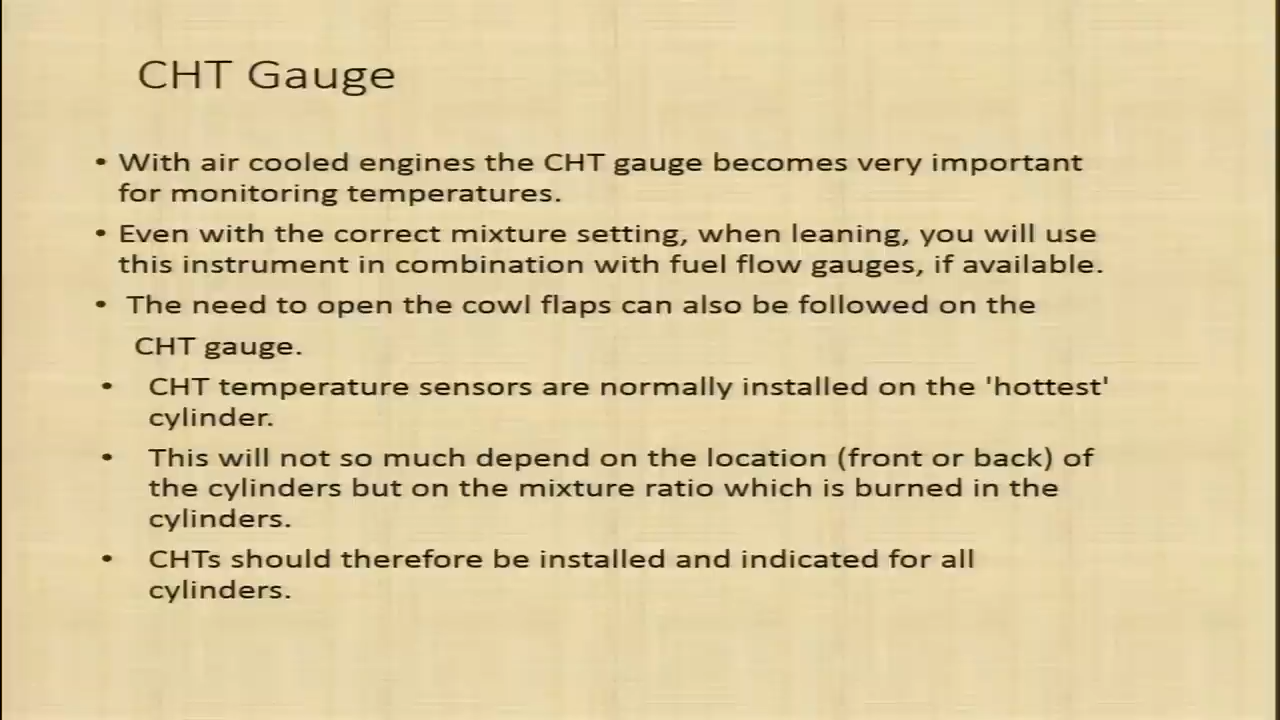 CHT Gauge
• With air cooled engines the CHT gauge becomes very important
for monitoring temperatures.
• Even with the correct mixture setting, when leaning, you will use
this instrument in combination with fuel flow gauges, if available.
• The need to open the cowl flaps can also be followed on the
CHT gauge.
• CHT temperature sensors are normally installed on the 'hottest'
cylinder.
• This will not so much depend on the location (front or back) of
the cylinders but on the mixture ratio which is burned in the
cylinders.
• CHTs should therefore be installed and indicated for all
cylinders.